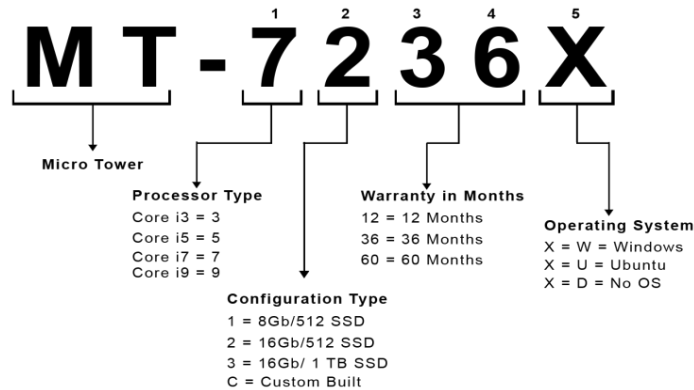 1 2 3 4 5
MT-7236X
Micro Tower
Processor Type
Core i3 = 3
Core i5 = 5
Core i7 = 7
Core i9 = 9
Configuration Type
1 = 8Gb/512 SSD
2 = 16Gb/512 SSD
3 = 16Gb/ 1 TB SSD
C = Custom Built
Warranty in Months
12 = 12 Months
36 = 36 Months
60 = 60 Months
Operating System
X = W = Windows
X = U = Ubuntu
X = D = No OS